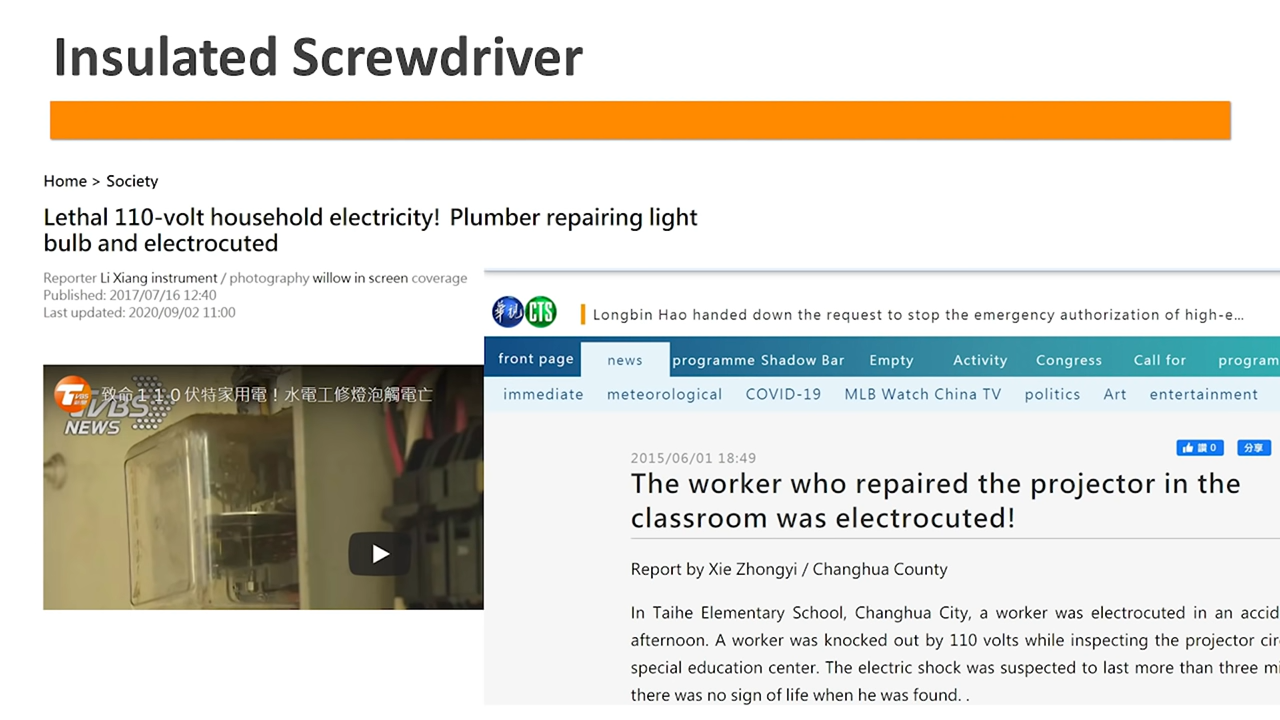 Insulated Screwdriver
Home > Society
Lethal 110-volt household electricity! Plumber repairing light
bulb and electrocuted
Reporter Li Xiang instrument / photography willow in screen coverage
Published: 2017/07/16 12:40
Last updated: 2020/09/02 11:00
致命110伏特家用電！水電工修燈泡觸電亡
TVBS
NEWS
華視 CTS
Longbin Hao handed down the request to stop the emergency authorization of high-e...
front page news programme Shadow Bar Empty Activity Congress Call for program
immediate meteorological COVID-19 MLB Watch China TV politics Art entertainment
讚 0 分享
2015/06/01 18:49
The worker who repaired the projector in the
classroom was electrocuted!
Report by Xie Zhongyi / Changhua County
In Taihe Elementary School, Changhua City, a worker was electrocuted in an accid
afternoon. A worker was knocked out by 110 volts while inspecting the projector cir
special education center. The electric shock was suspected to last more than three mi
there was no sign of life when he was found. .